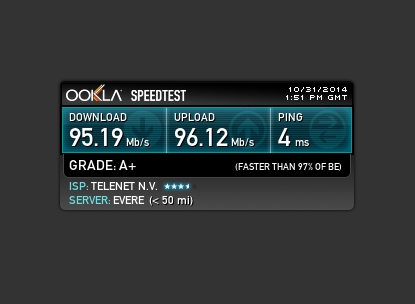 OOKLA SPEEDTEST
10/31/2014
1:51 PM GMT
DOWNLOAD
95.19 Mb/s
UPLOAD
96.12 Mb/s
PING
4 ms
GRADE: A+ (FASTER THAN 97% OF BE)
ISP: TELENET N.V.
SERVER: EVERE (< 50 mi)